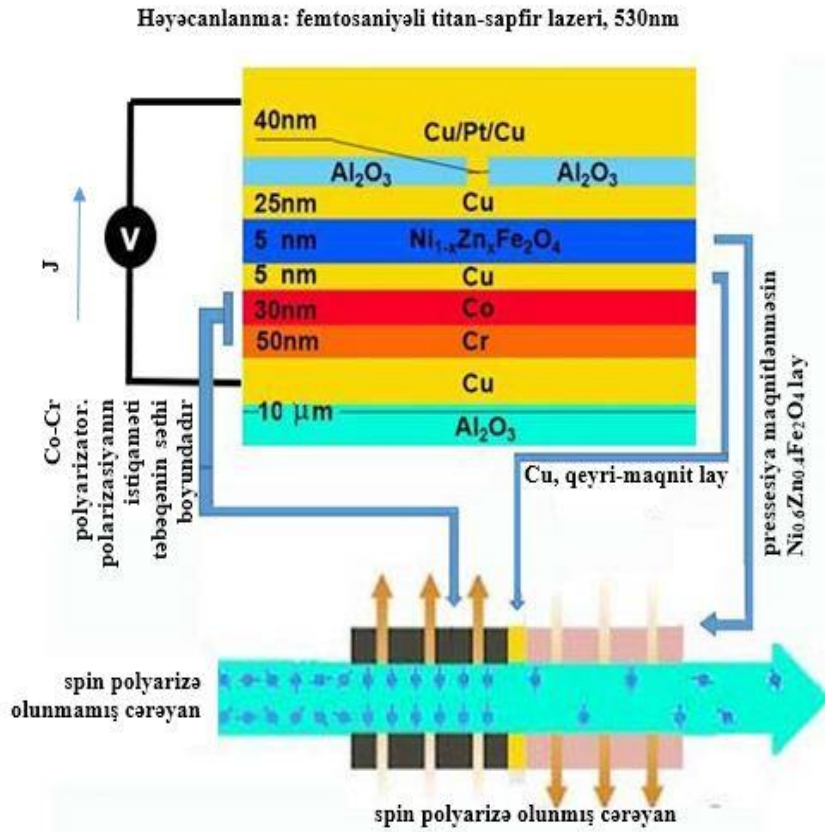 Həyəcanlanma: femtosaniyəli titan-sapfir lazeri, 530nm
40nm
Cu/Pt/Cu
Al₂O₃
Al₂O₃
25nm
Cu
5 nm
Ni₁₋ₓZnₓFe₂O₄
5 nm
Cu
30nm
Co
50nm
Cr
Cu
10 μm
Al₂O₃
V
J
Co-Cr
polyarizator.
polarizasiyanın
istiqaməti
təbəqənin səthi
boyundadır
Cu, qeyri-maqnit lay
pressesiya maqnitdənməsin
Ni0.6Zn0.4Fe2O4 lay
spin polyarizə
olunmamış cərəyan
spin polyarizə olunmış cərəyan